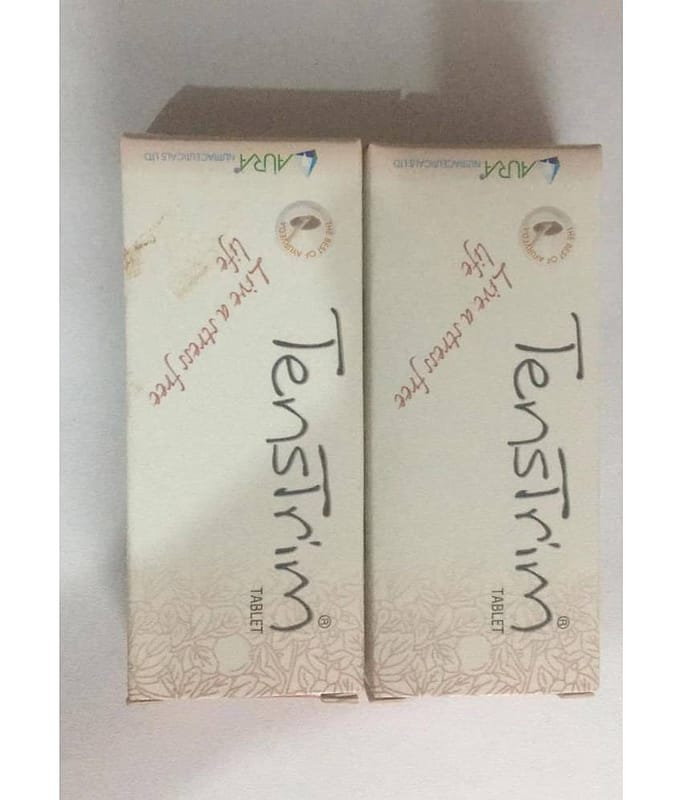 AURA
NUTRACEUTICALS LTD
THE BEST OF AYURVEDA
Live a stress free
life
TensTrim®
TABLET
AURA
NUTRACEUTICALS LTD
THE BEST OF AYURVEDA
Live a stress free
life
TensTrim®
TABLET